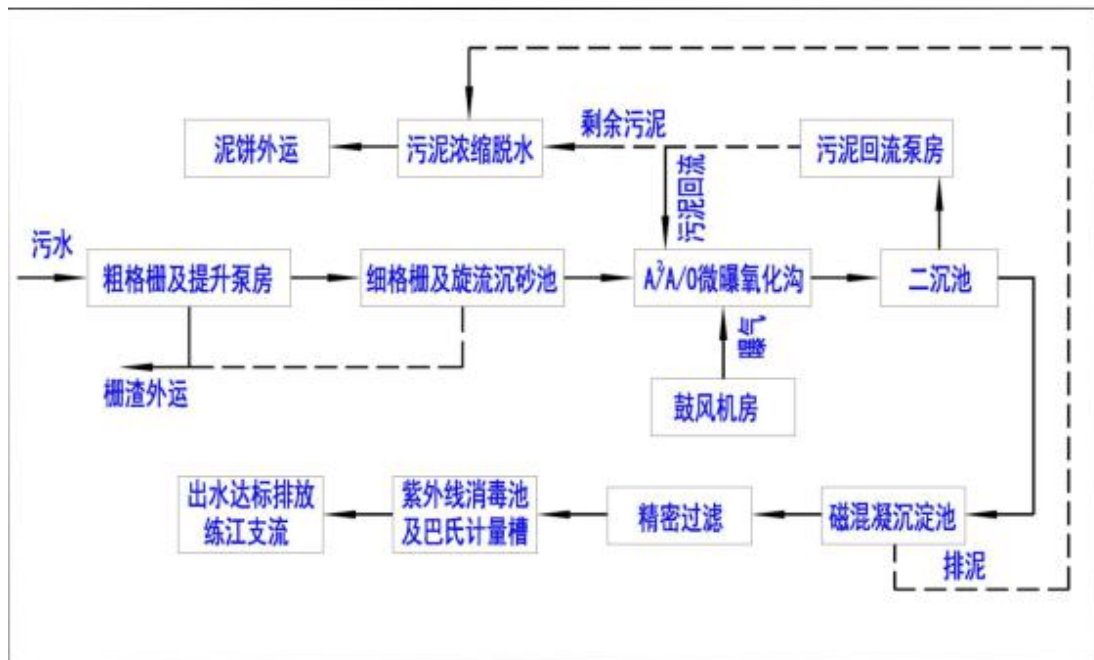 剩余污泥
泥饼外运
污泥浓缩脱水
污泥回流泵房
污泥回流
污水
粗格栅及提升泵房
细格栅及旋流沉砂池
A²A/O微曝氧化沟
二沉池
曝气
栅渣外运
鼓风机房
出水达标排放
练江支流
紫外线消毒池
及巴氏计量槽
精密过滤
磁混凝沉淀池
排泥